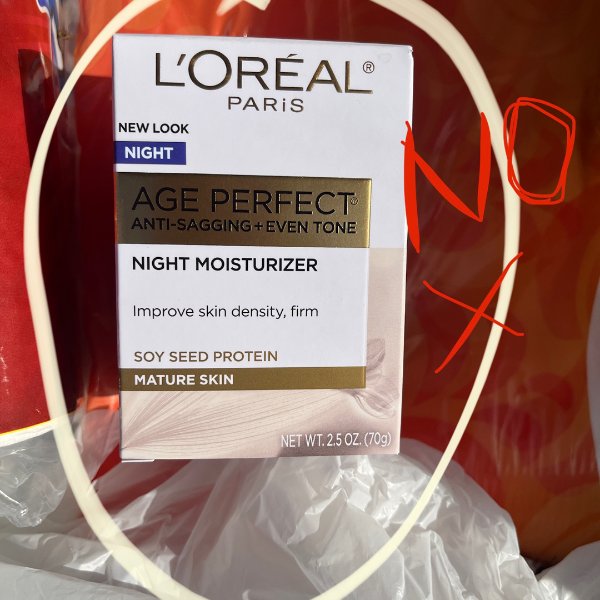 L'ORÉAL®
PARiS
NEW LOOK
NIGHT
AGE PERFECT®
ANTI-SAGGING+EVEN TONE
NIGHT MOISTURIZER
Improve skin density, firm
SOY SEED PROTEIN
MATURE SKIN
NET WT. 2.5 OZ. (70g)
NO
X